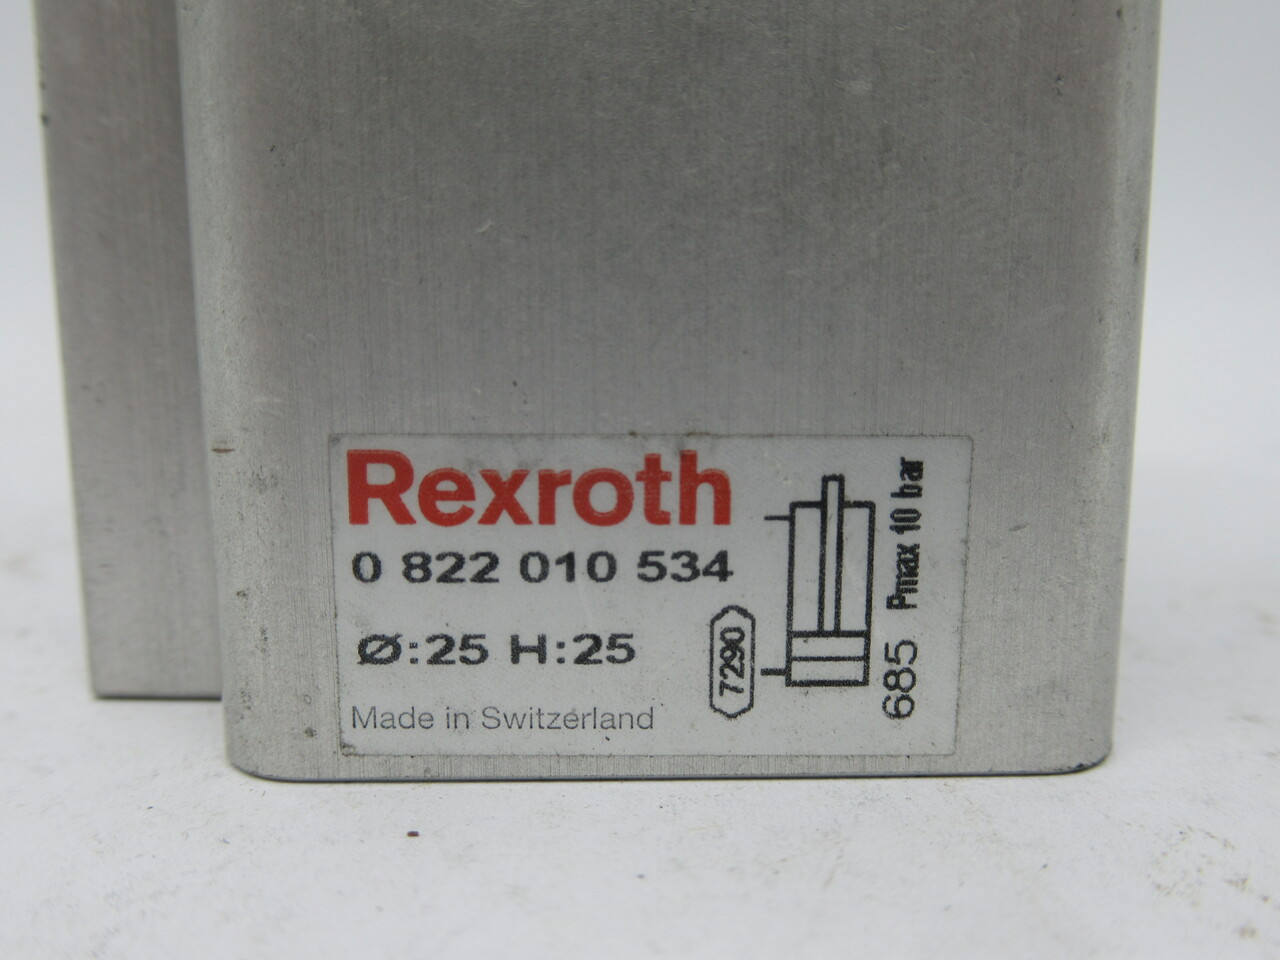 Rexroth
0 822 010 534
Ø:25 H:25
Made in Switzerland
7290
685
Pmax 10 bar